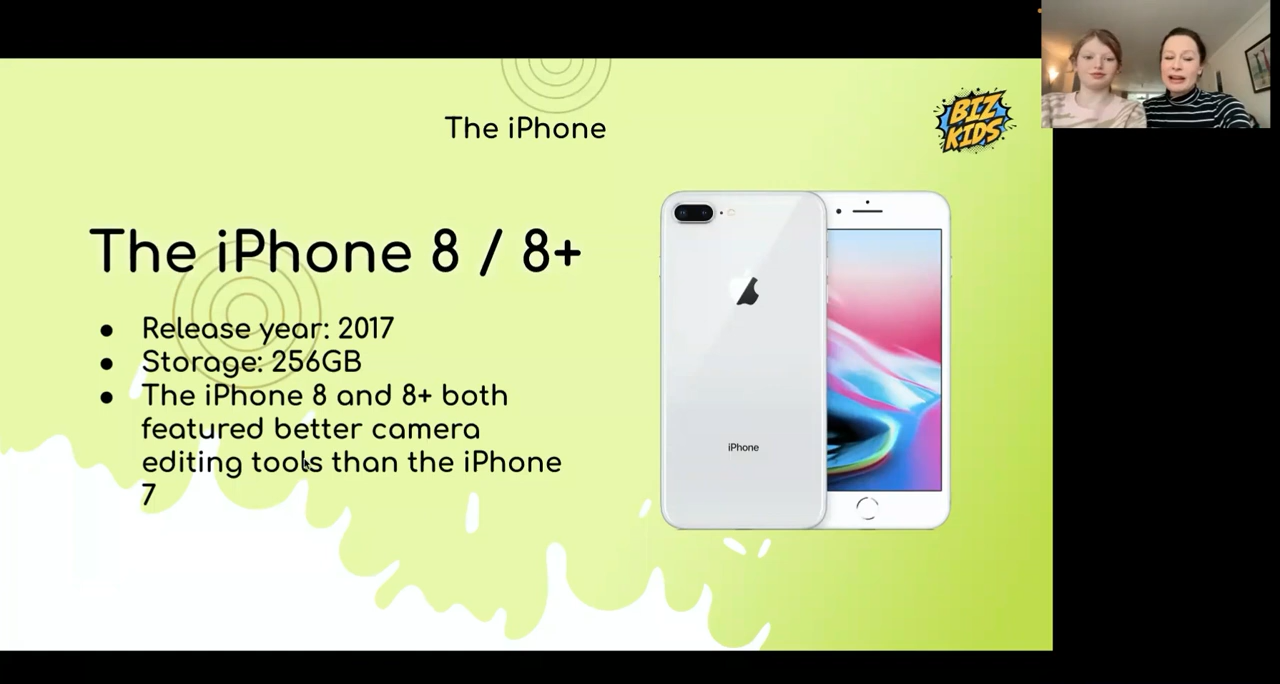 The iPhone
BIZ
KIDS
The iPhone 8 / 8+
● Release year: 2017
● Storage: 256GB
● The iPhone 8 and 8+ both
featured better camera
editing tools than the iPhone
7
iPhone